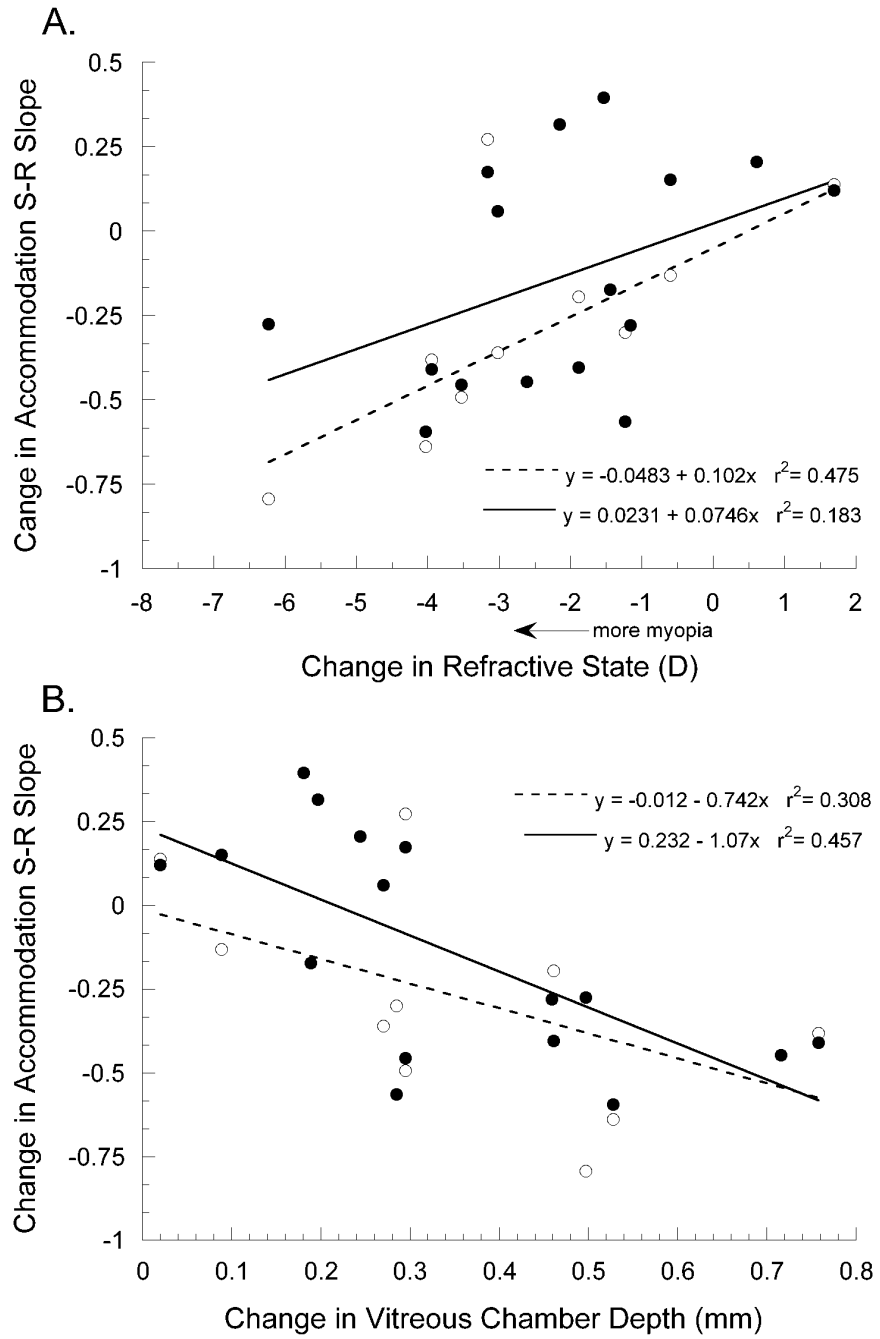 A.
Cange in Accommodation S-R Slope
0.5
0.25
0
-0.25
-0.5
-0.75
-1
y = -0.0483 + 0.102x r²= 0.475
y = 0.0231 + 0.0746x r²= 0.183
-8 -7 -6 -5 -4 -3 -2 -1 0 1 2
more myopia
Change in Refractive State (D)
B.
Change in Accommodation S-R Slope
0.5
0.25
0
-0.25
-0.5
-0.75
-1
y = -0.012 - 0.742x r²= 0.308
y = 0.232 - 1.07x r²= 0.457
0 0.1 0.2 0.3 0.4 0.5 0.6 0.7 0.8
Change in Vitreous Chamber Depth (mm)